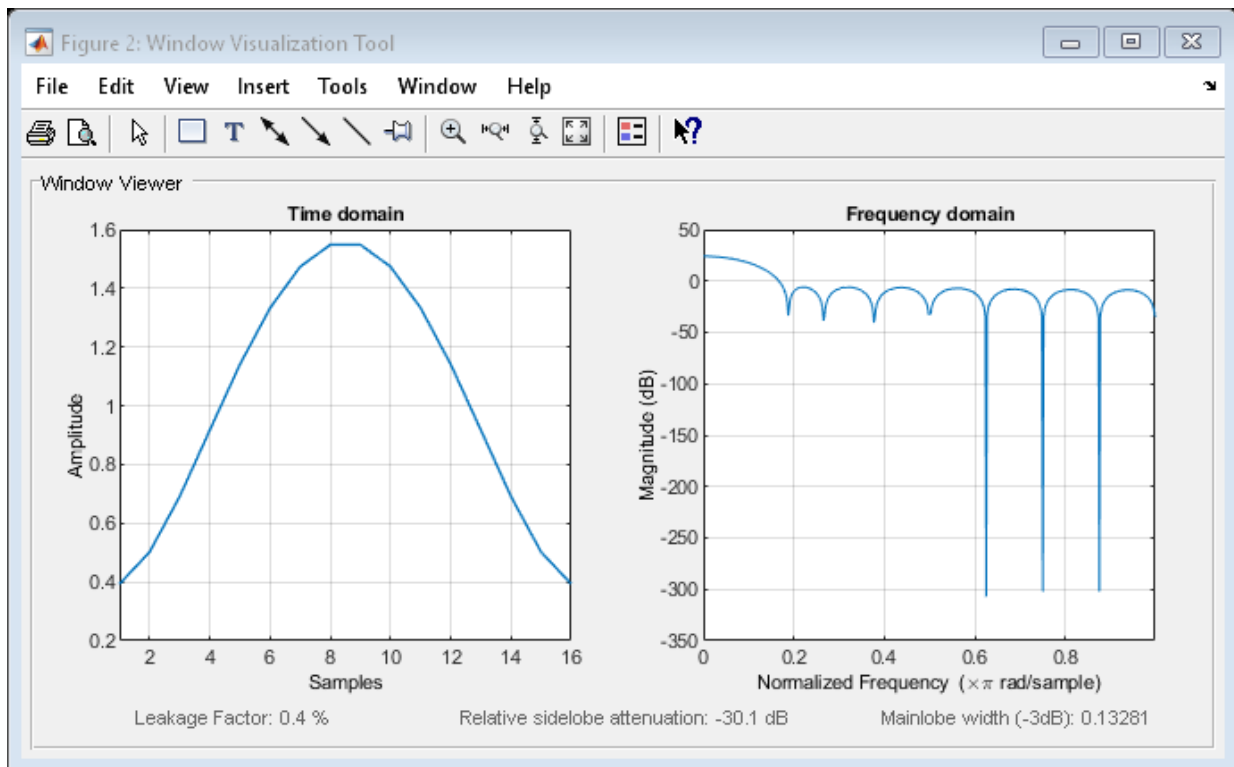 Figure 2: Window Visualization Tool
File Edit View Insert Tools Window Help
Window Viewer
Time domain
1.6
1.4
1.2
1
0.8
0.6
0.4
0.2
Amplitude
2 4 6 8 10 12 14 16
Samples
Frequency domain
50
0
-50
-100
-150
-200
-250
-300
-350
Magnitude (dB)
0 0.2 0.4 0.6 0.8
Normalized Frequency (×π rad/sample)
Leakage Factor: 0.4 % Relative sidelobe attenuation: -30.1 dB Mainlobe width (-3dB): 0.13281